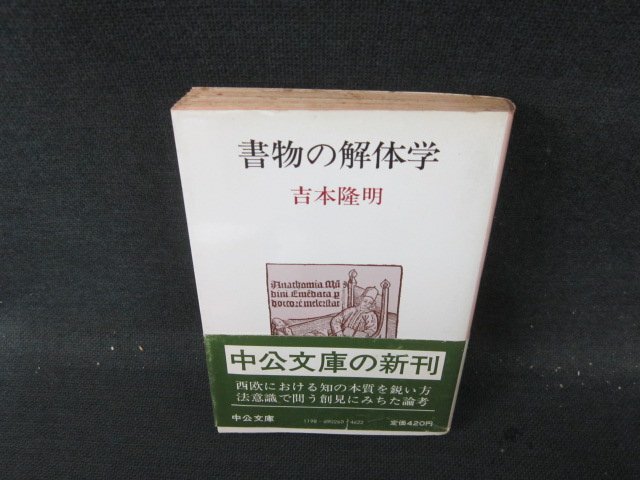 書物の解体学
吉本隆明
Anathomia Mũ
dini Emēdata p
doctorē melerstat
中公文庫の新刊
西欧における知の本質を鋭い方
法意識で問う創見にみちた論考
中公文庫
定価420円